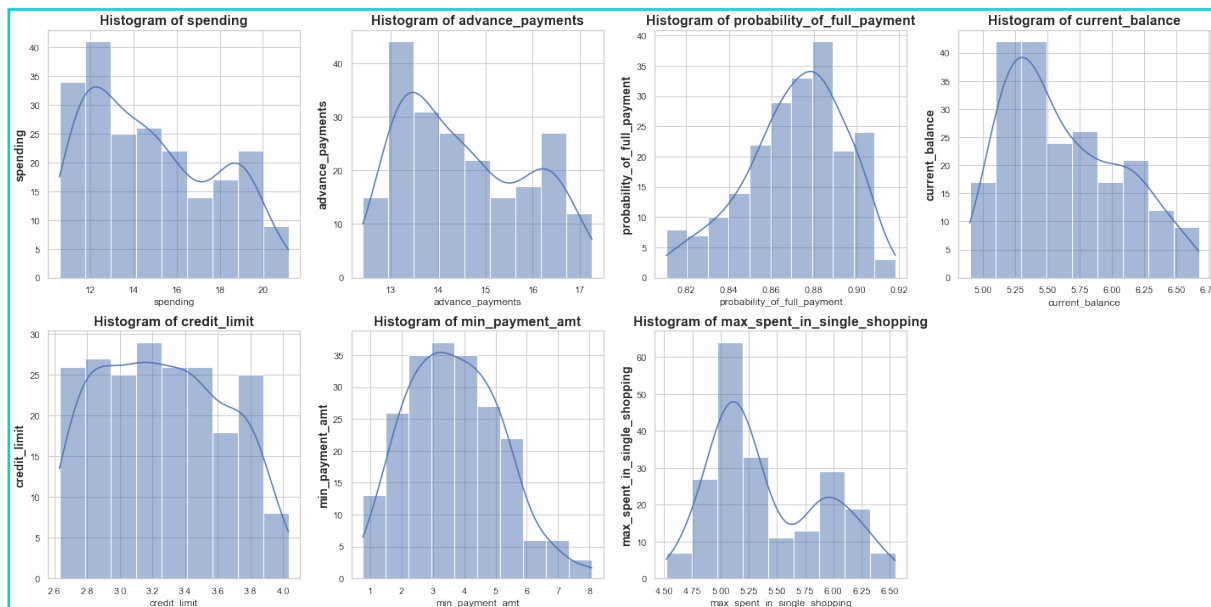 Histogram of spending
spending
40
35
30
25
20
15
10
5
0
12 14 16 18 20
spending
Histogram of advance_payments
advance_payments
40
30
20
10
0
13 14 15 16 17
advance_payments
Histogram of probability_of_full_payment
probability_of_full_payment
40
35
30
25
20
15
10
5
0
0.82 0.84 0.86 0.88 0.90 0.92
probability_of_full_payment
Histogram of current_balance
current_balance
40
35
30
25
20
15
10
5
0
5.00 5.25 5.50 5.75 6.00 6.25 6.50 6.7
current_balance
Histogram of credit_limit
credit_limit
30
25
20
15
10
5
0
2.6 2.8 3.0 3.2 3.4 3.6 3.8 4.0
credit_limit
Histogram of min_payment_amt
min_payment_amt
35
30
25
20
15
10
5
0
1 2 3 4 5 6 7 8
min_payment_amt
Histogram of max_spent_in_single_shopping
max_spent_in_single_shopping
60
50
40
30
20
10
0
4.50 4.75 5.00 5.25 5.50 5.75 6.00 6.25 6.50
max_spent_in_single_shopping